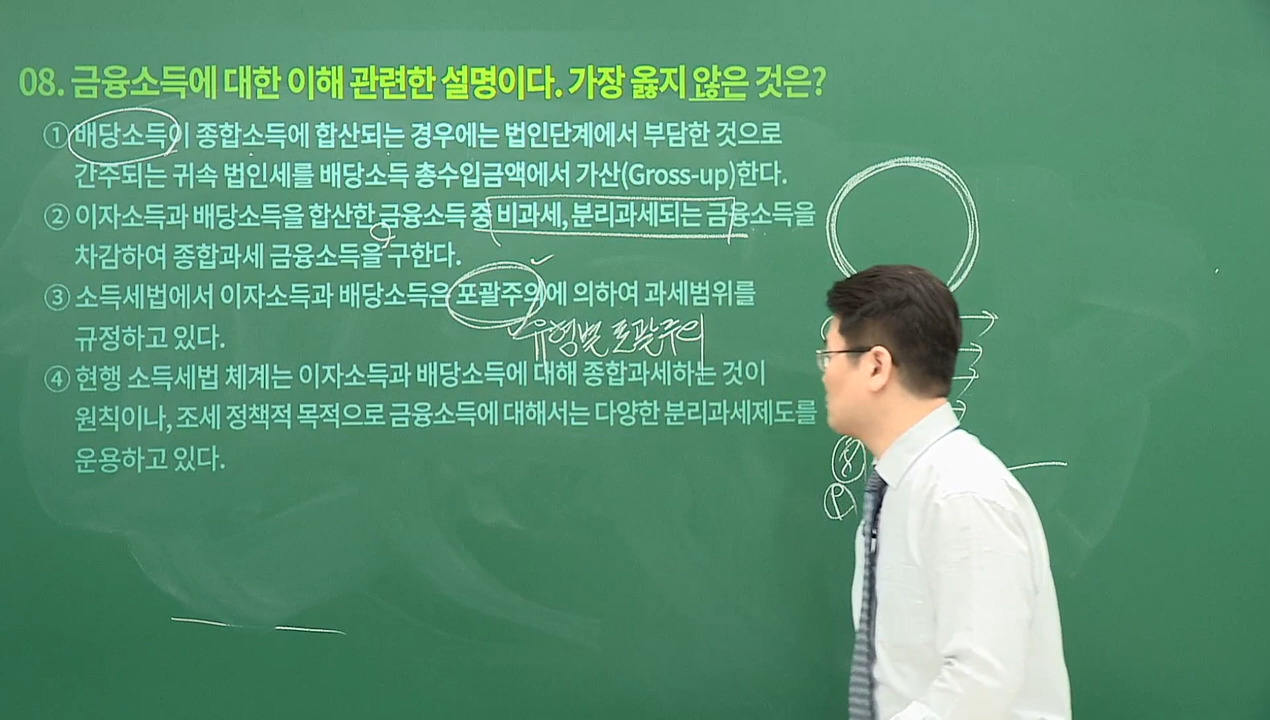 08. 금융소득에 대한 이해 관련한 설명이다. 가장 옳지 않은 것은?
① 배당소득이 종합소득에 합산되는 경우에는 법인단계에서 부담한 것으로
간주되는 귀속 법인세를 배당소득 총수입금액에서 가산(Gross-up)한다.
② 이자소득과 배당소득을 합산한 금융소득 중 비과세, 분리과세되는 금융소득을
차감하여 종합과세 금융소득을 구한다.
③ 소득세법에서 이자소득과 배당소득은 포괄주의에 의하여 과세범위를
규정하고 있다.
유형별 포괄주의
④ 현행 소득세법 체계는 이자소득과 배당소득에 대해 종합과세하는 것이
원칙이나, 조세 정책적 목적으로 금융소득에 대해서는 다양한 분리과세제도를
운용하고 있다.